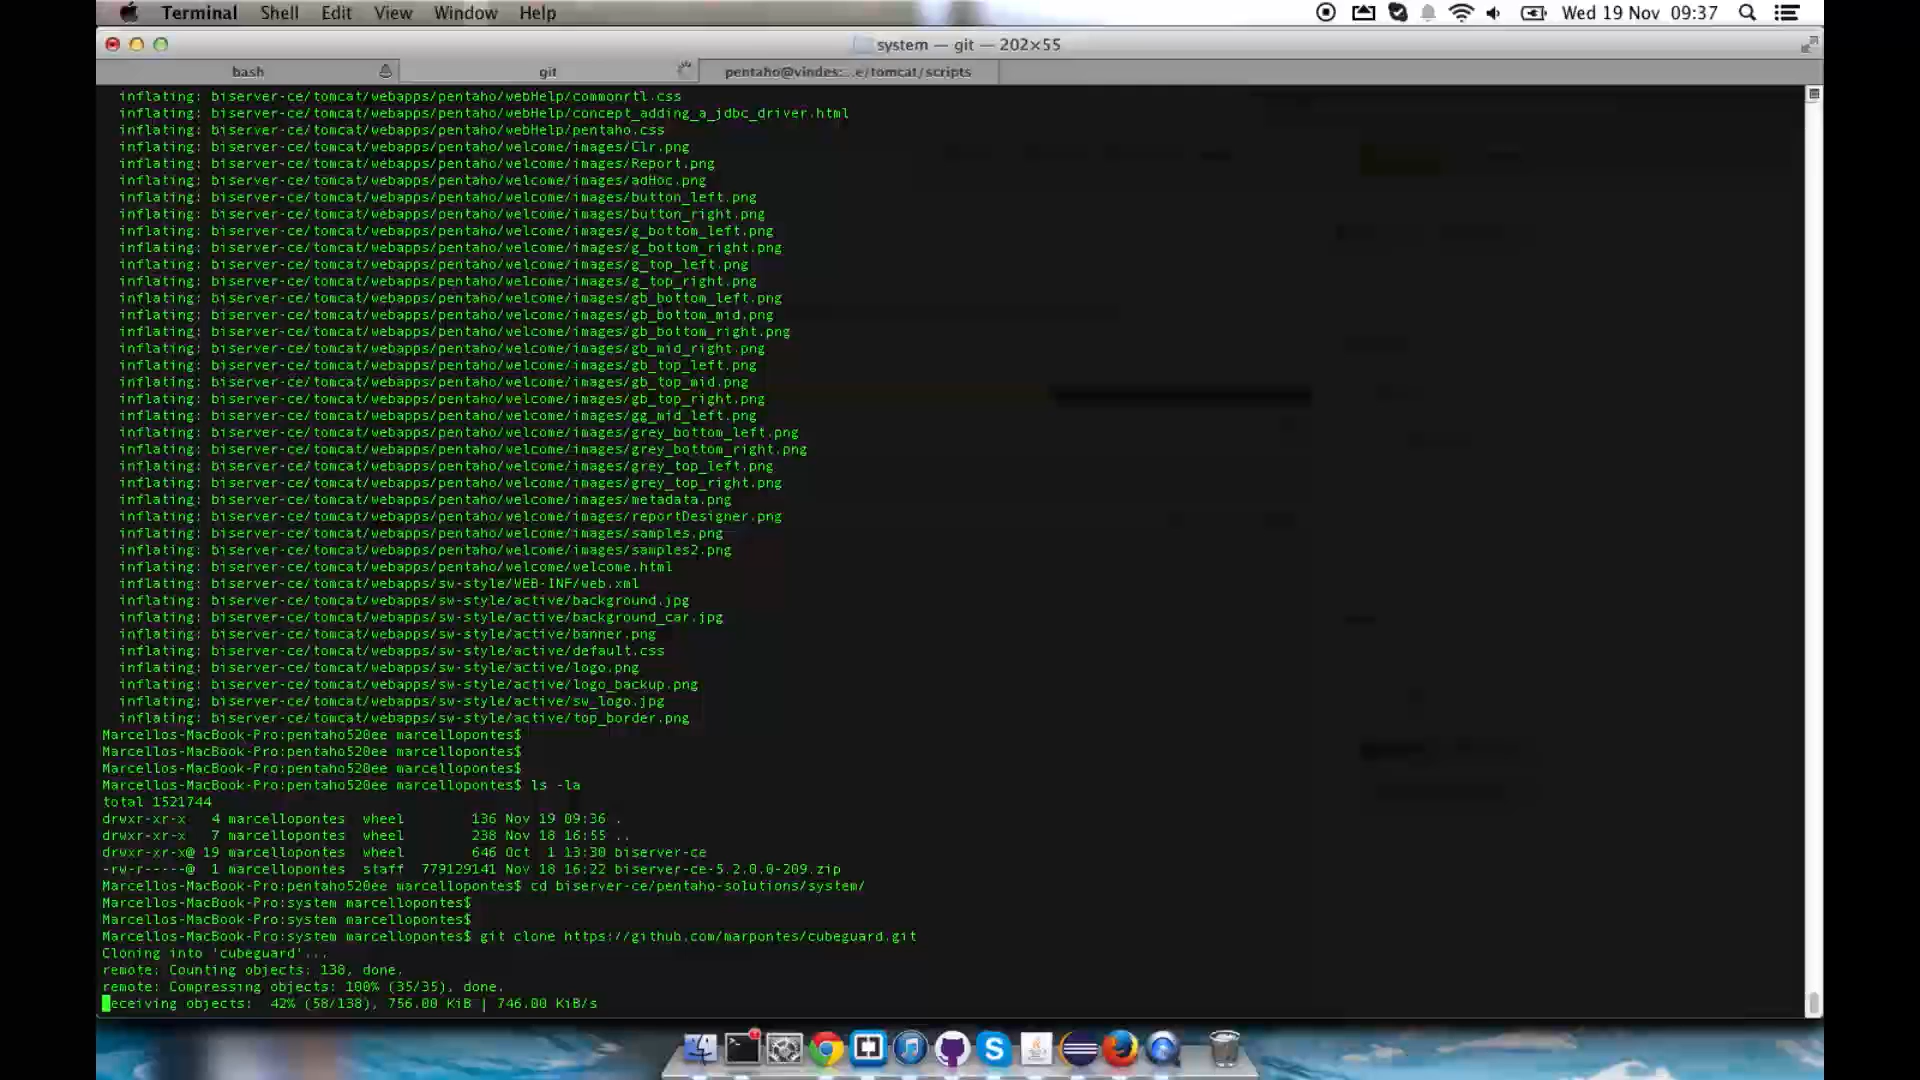 Terminal Shell Edit View Window Help Wed 19 Nov 09:37
system — git — 202×55
bash git pentaho@vindes:...e/tomcat/scripts
inflating: biserver-ce/tomcat/webapps/pentaho/webHelp/commonrtl.css
inflating: biserver-ce/tomcat/webapps/pentaho/webHelp/concept_adding_a_jdbc_driver.html
inflating: biserver-ce/tomcat/webapps/pentaho/webHelp/pentaho.css
inflating: biserver-ce/tomcat/webapps/pentaho/welcome/images/Clr.png
inflating: biserver-ce/tomcat/webapps/pentaho/welcome/images/Report.png
inflating: biserver-ce/tomcat/webapps/pentaho/welcome/images/adHoc.png
inflating: biserver-ce/tomcat/webapps/pentaho/welcome/images/button_left.png
inflating: biserver-ce/tomcat/webapps/pentaho/welcome/images/button_right.png
inflating: biserver-ce/tomcat/webapps/pentaho/welcome/images/g_bottom_left.png
inflating: biserver-ce/tomcat/webapps/pentaho/welcome/images/g_bottom_right.png
inflating: biserver-ce/tomcat/webapps/pentaho/welcome/images/g_top_left.png
inflating: biserver-ce/tomcat/webapps/pentaho/welcome/images/g_top_right.png
inflating: biserver-ce/tomcat/webapps/pentaho/welcome/images/gb_bottom_left.png
inflating: biserver-ce/tomcat/webapps/pentaho/welcome/images/gb_bottom_mid.png
inflating: biserver-ce/tomcat/webapps/pentaho/welcome/images/gb_bottom_right.png
inflating: biserver-ce/tomcat/webapps/pentaho/welcome/images/gb_mid_right.png
inflating: biserver-ce/tomcat/webapps/pentaho/welcome/images/gb_top_left.png
inflating: biserver-ce/tomcat/webapps/pentaho/welcome/images/gb_top_mid.png
inflating: biserver-ce/tomcat/webapps/pentaho/welcome/images/gb_top_right.png
inflating: biserver-ce/tomcat/webapps/pentaho/welcome/images/gg_mid_left.png
inflating: biserver-ce/tomcat/webapps/pentaho/welcome/images/grey_bottom_left.png
inflating: biserver-ce/tomcat/webapps/pentaho/welcome/images/grey_bottom_right.png
inflating: biserver-ce/tomcat/webapps/pentaho/welcome/images/grey_top_left.png
inflating: biserver-ce/tomcat/webapps/pentaho/welcome/images/grey_top_right.png
inflating: biserver-ce/tomcat/webapps/pentaho/welcome/images/metadata.png
inflating: biserver-ce/tomcat/webapps/pentaho/welcome/images/reportDesigner.png
inflating: biserver-ce/tomcat/webapps/pentaho/welcome/images/samples.png
inflating: biserver-ce/tomcat/webapps/pentaho/welcome/images/samples2.png
inflating: biserver-ce/tomcat/webapps/pentaho/welcome/welcome.html
inflating: biserver-ce/tomcat/webapps/sw-style/WEB-INF/web.xml
inflating: biserver-ce/tomcat/webapps/sw-style/active/background.jpg
inflating: biserver-ce/tomcat/webapps/sw-style/active/background_car.jpg
inflating: biserver-ce/tomcat/webapps/sw-style/active/banner.png
inflating: biserver-ce/tomcat/webapps/sw-style/active/default.css
inflating: biserver-ce/tomcat/webapps/sw-style/active/logo.png
inflating: biserver-ce/tomcat/webapps/sw-style/active/logo_backup.png
inflating: biserver-ce/tomcat/webapps/sw-style/active/sw_logo.jpg
inflating: biserver-ce/tomcat/webapps/sw-style/active/top_border.png
Marcellos-MacBook-Pro:pentaho520ee marcellopontes$
Marcellos-MacBook-Pro:pentaho520ee marcellopontes$
Marcellos-MacBook-Pro:pentaho520ee marcellopontes$
Marcellos-MacBook-Pro:pentaho520ee marcellopontes$ ls -la
total 1521744
drwxr-xr-x 4 marcellopontes wheel 136 Nov 19 09:36 .
drwxr-xr-x 7 marcellopontes wheel 238 Nov 18 16:55 ..
drwxr-xr-x@ 19 marcellopontes wheel 646 Oct 1 13:30 biserver-ce
-rw-r-----@ 1 marcellopontes staff 779129141 Nov 18 16:22 biserver-ce-5.2.0.0-209.zip
Marcellos-MacBook-Pro:pentaho520ee marcellopontes$ cd biserver-ce/pentaho-solutions/system/
Marcellos-MacBook-Pro:system marcellopontes$
Marcellos-MacBook-Pro:system marcellopontes$
Marcellos-MacBook-Pro:system marcellopontes$ git clone https://github.com/marpontes/cubeguard.git
Cloning into 'cubeguard'...
remote: Counting objects: 138, done.
remote: Compressing objects: 100% (35/35), done.
eceiving objects: 42% (58/138), 756.00 KiB | 746.00 KiB/s